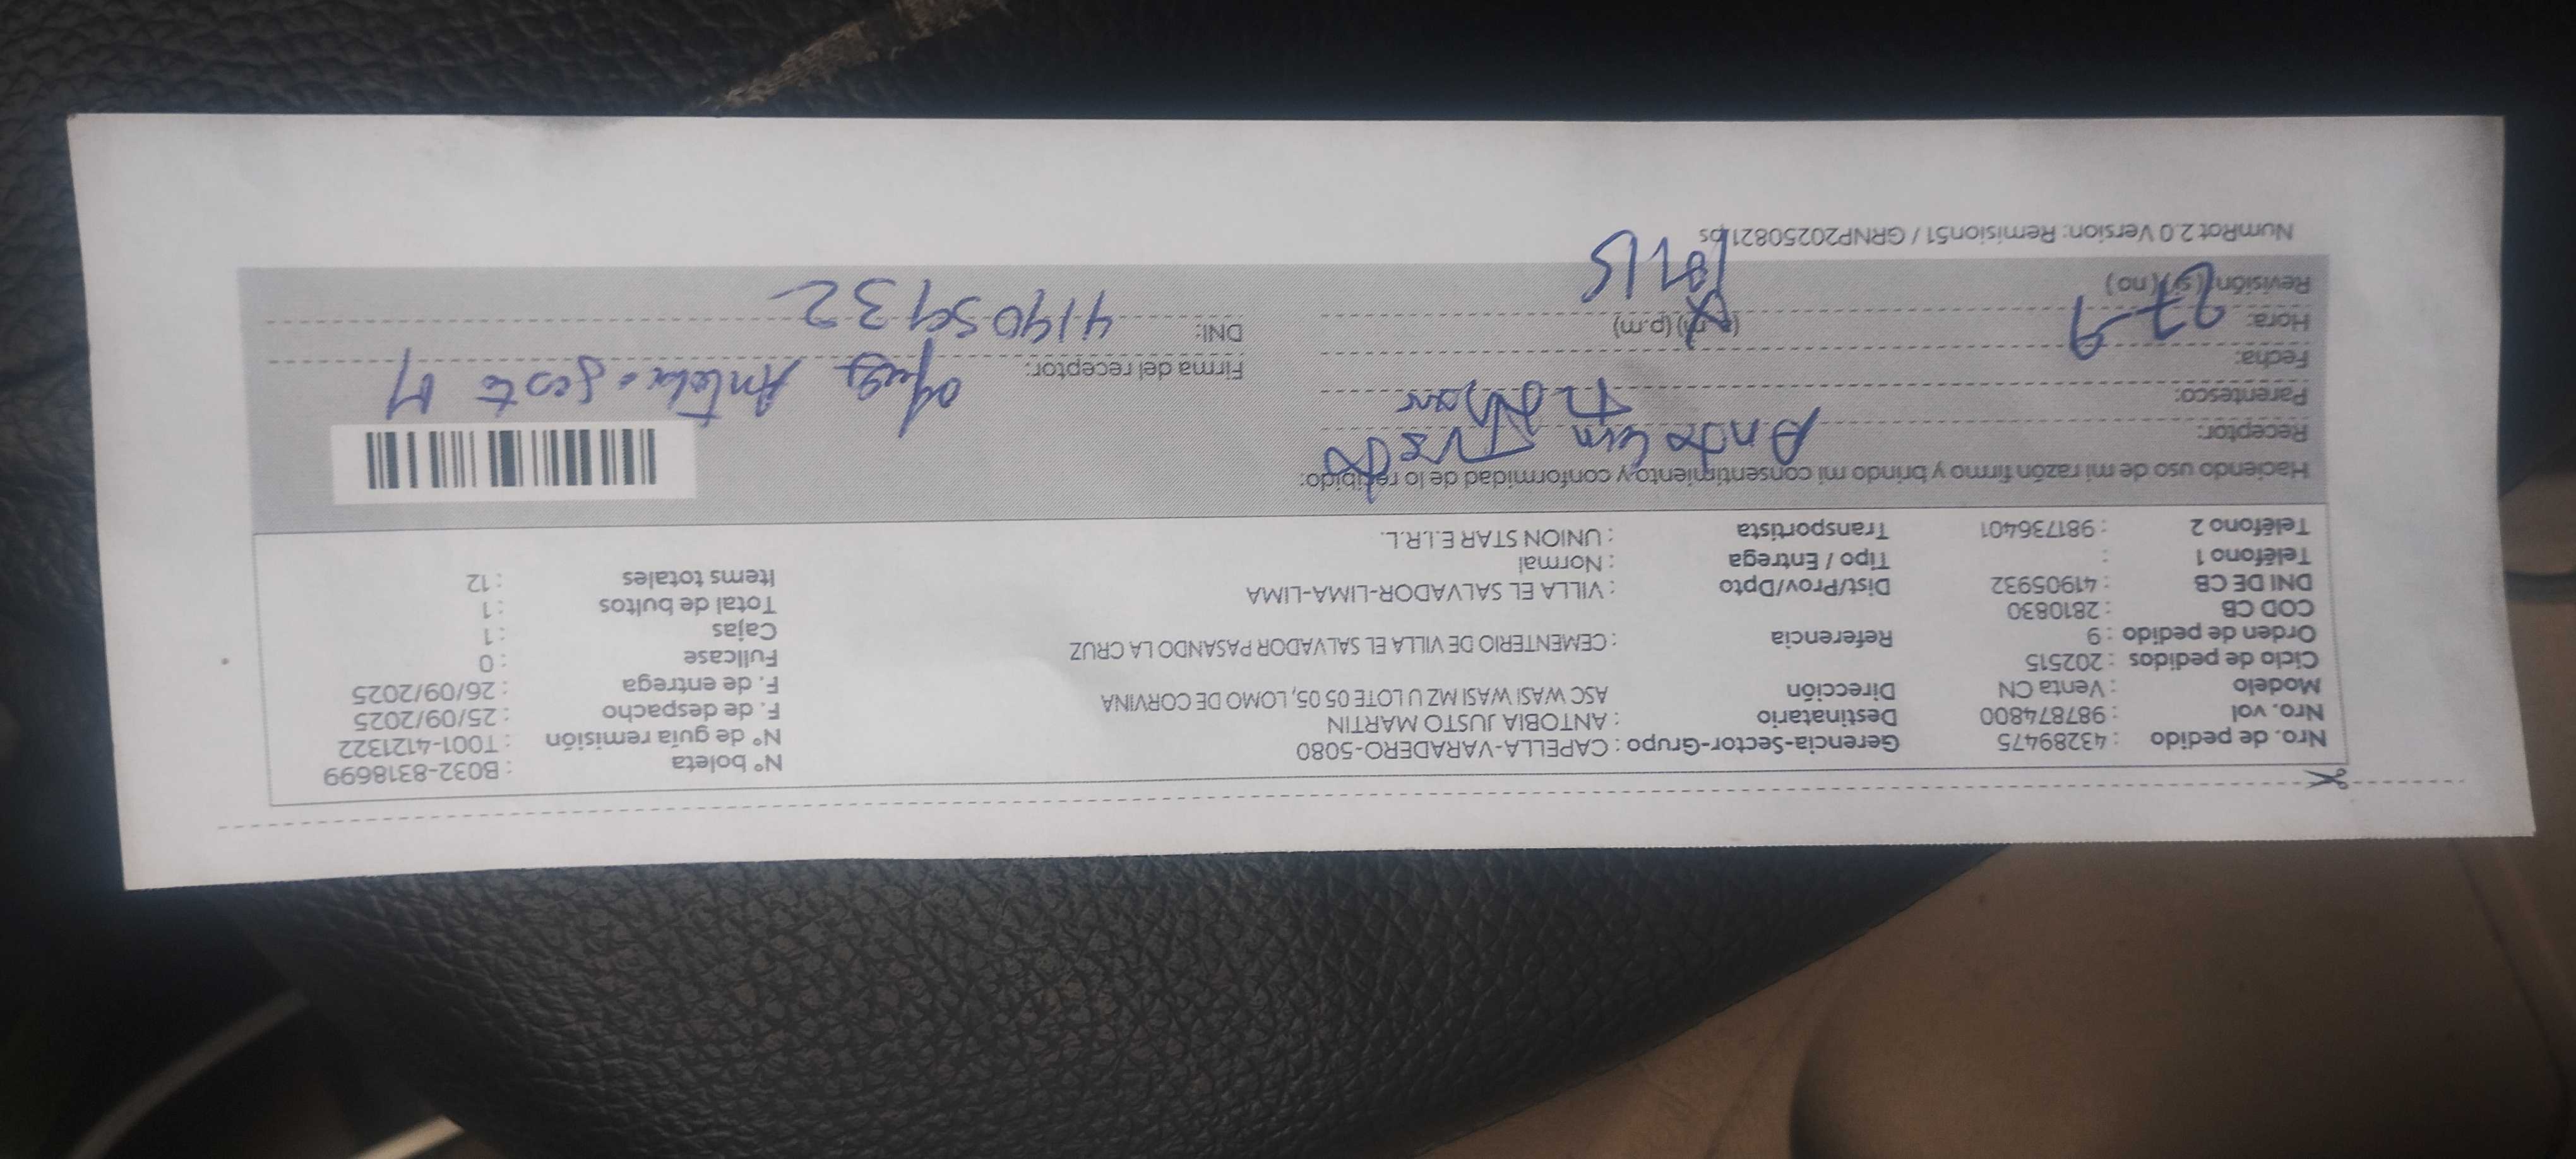 Nro. de pedido : 43289475 Gerencia-Sector-Grupo : CAPELLA-VARADERO-5080 N° boleta : B032-8318699
Nro. vol : 987874800 Destinatario : ANTOBIA JUSTO MARTIN N° de guía remisión : T001-4121322
Modelo : Venta CN Dirección ASC WASI WASI MZ U LOTE 05 05, LOMO DE CORVINA F. de despacho : 25/09/2025
Ciclo de pedidos : 202515 F. de entrega : 26/09/2025
Orden de pedido : 9 Referencia : CEMENTERIO DE VILLA EL SALVADOR PASANDO LA CRUZ Fullcase : 0
COD CB : 2810830 Cajas : 1
DNI DE CB : 41905932 Dist/Prov/Dpto : VILLA EL SALVADOR-LIMA-LIMA Total de bultos : 1
Teléfono 1 : Tipo / Entrega : Normal Items totales : 12
Teléfono 2 : 981736401 Transportista : UNION STAR E.I.R.L.
Haciendo uso de mi razón firmo y brindo mi consentimiento y conformidad de lo recibido:
Receptor:
Parentesco:
Fecha: 27-9 Firma del receptor:
Hora: (a.m) (p.m) DNI: 41905932
Revisión (si) (no)
NumRot 2.0 Version: Remision51 / GRNP20250821ps